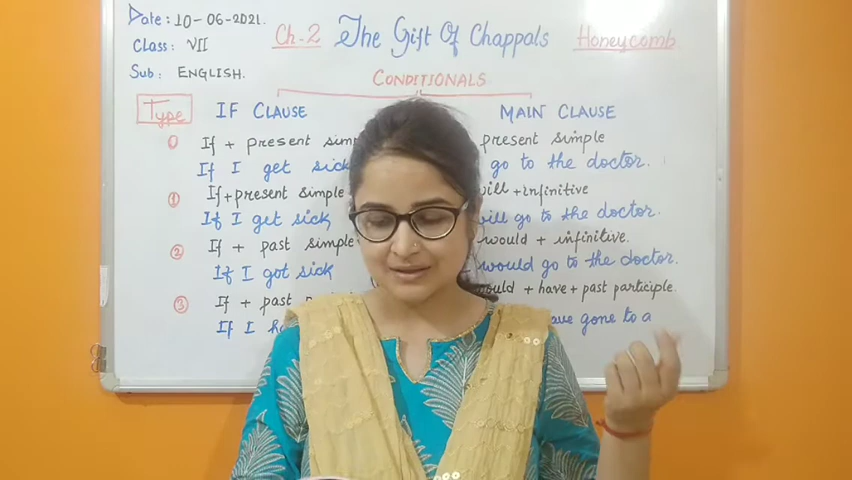 Date: 10-06-2021.
Class: VII
Sub: ENGLISH.
Ch.2 The Gift Of Chappals Honeycomb
CONDITIONALS
Type IF CLAUSE MAIN CLAUSE
0 If + present present simple
If I get sick go to the doctor.
1 If + present simple will + infinitive
If I get sick will go to the doctor.
2 If + past simple would + infinitive.
If I got sick would go to the doctor.
3 If + past would + have + past participle.
If I have gone to a